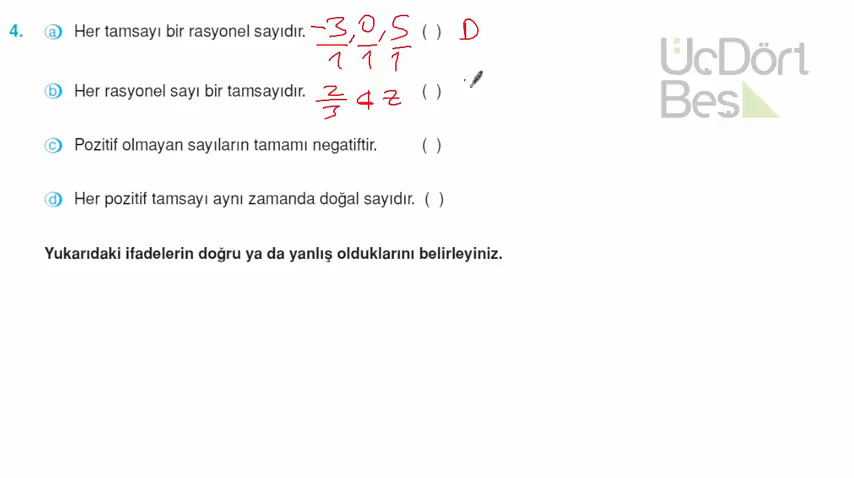 4. a Her tamsayı bir rasyonel sayıdır. -3/1, 0/1, 5/1 ( ) D
b Her rasyonel sayı bir tamsayıdır. 2/3 ∉ Z ( )
c Pozitif olmayan sayıların tamamı negatiftir. ( )
d Her pozitif tamsayı aynı zamanda doğal sayıdır. ( )
Yukarıdaki ifadelerin doğru ya da yanlış olduklarını belirleyiniz.
ÜçDört
Beş